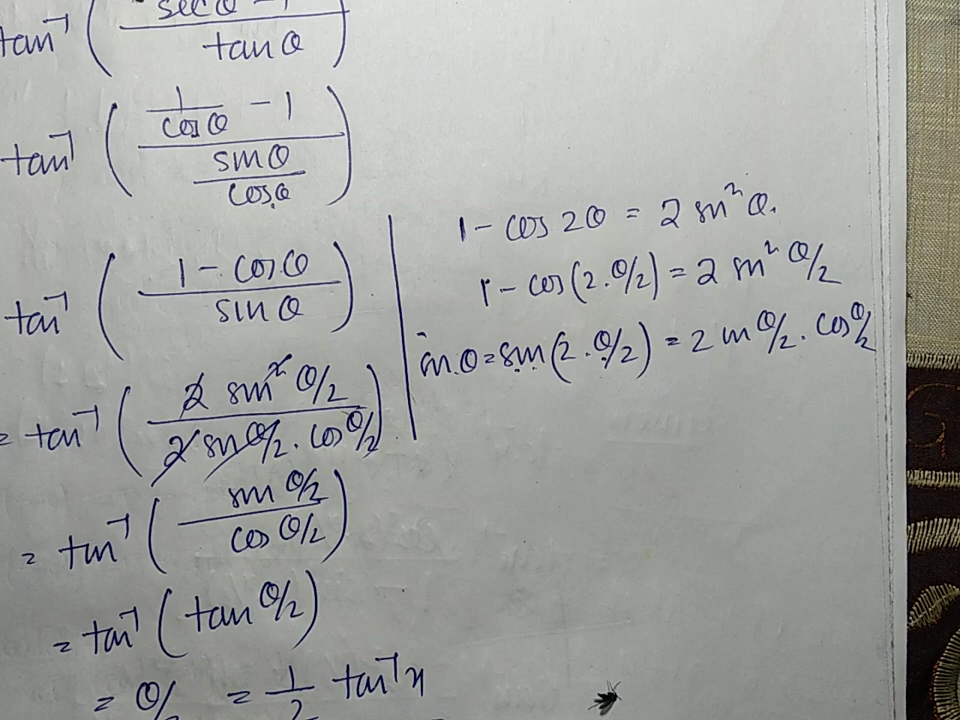 tan⁻¹ ( (sec θ - 1) / tan θ )
tan⁻¹ ( (1/cos θ - 1) / (sin θ / cos θ) )
tan⁻¹ ( (1 - cos θ) / sin θ )
= tan⁻¹ ( 2 sin² θ/2 / 2 sin θ/2 . cos θ/2 )
= tan⁻¹ ( sin θ/2 / cos θ/2 )
= tan⁻¹ ( tan θ/2 )
= θ/ = 1/2 tan⁻¹ x
1 - cos 2θ = 2 sin² θ.
1 - cos (2 . θ/2) = 2 sin² θ/2
in θ = sin (2 . θ/2) = 2 in θ/2 . cos θ/2